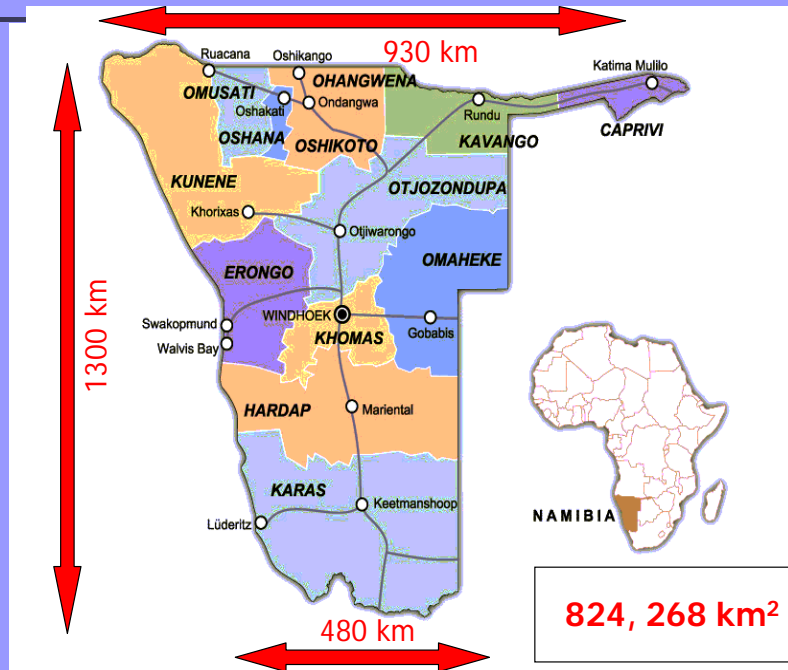 930 km
Ruacana
Oshikango
Katima Mulilo
OHANGWENA
OMUSATI
Oshakati
Ondangwa
Rundu
CAPRIVI
OSHANA
OSHIKOTO
KAVANGO
KUNENE
OTJOZONDUPA
Khorixas
Otjiwarongo
OMAHEKE
ERONGO
1300 km
WINDHOEK
Swakopmund
Gobabis
KHOMAS
Walvis Bay
HARDAP
Mariental
KARAS
Keetmanshoop
Lüderitz
NAMIBIA
824, 268 km²
480 km